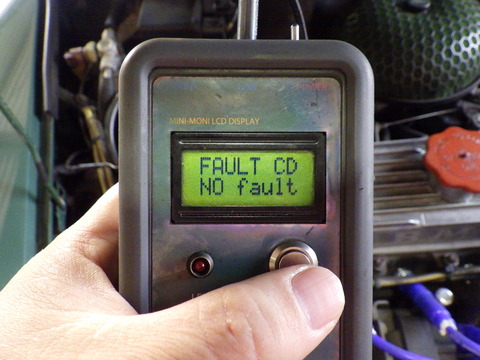 MINI-MONI LCD DISPLAY
FAULT CD
NO fault